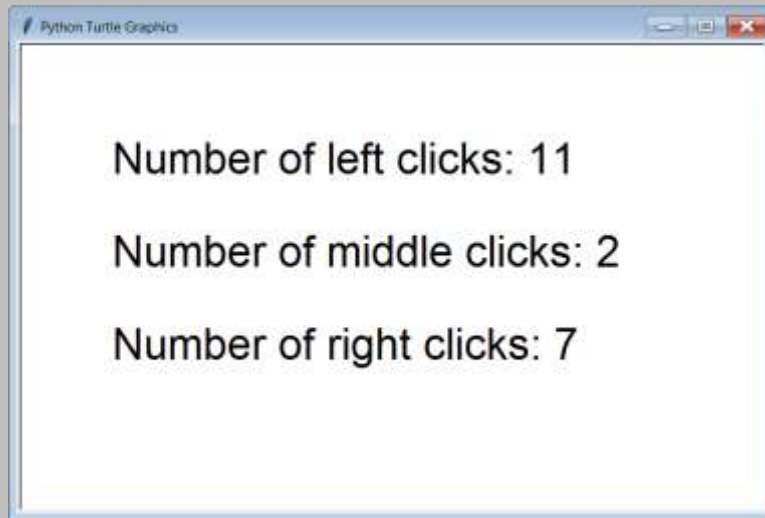 Python Turtle Graphics
Number of left clicks: 11
Number of middle clicks: 2
Number of right clicks: 7